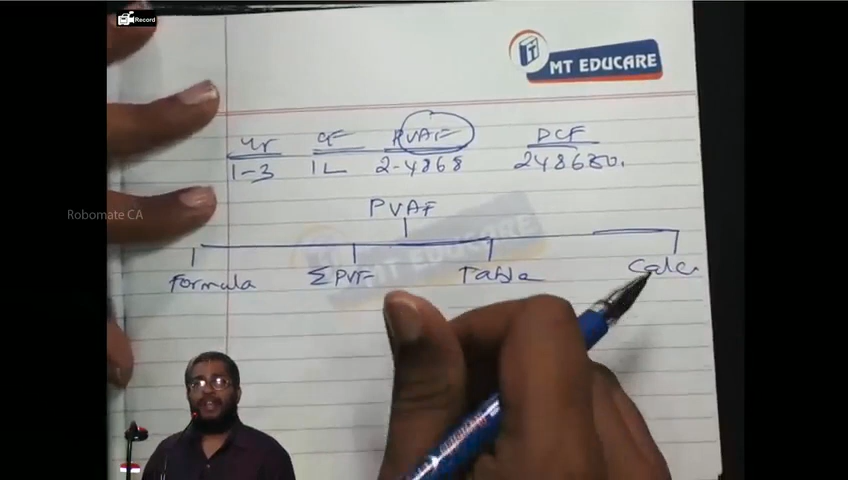 Record
MT EDUCARE
Yr CF PVAF DCF
1-3 1L 2-4868 248680.
Robomate CA
PVAF
Formula ΣPVF Table Calc.